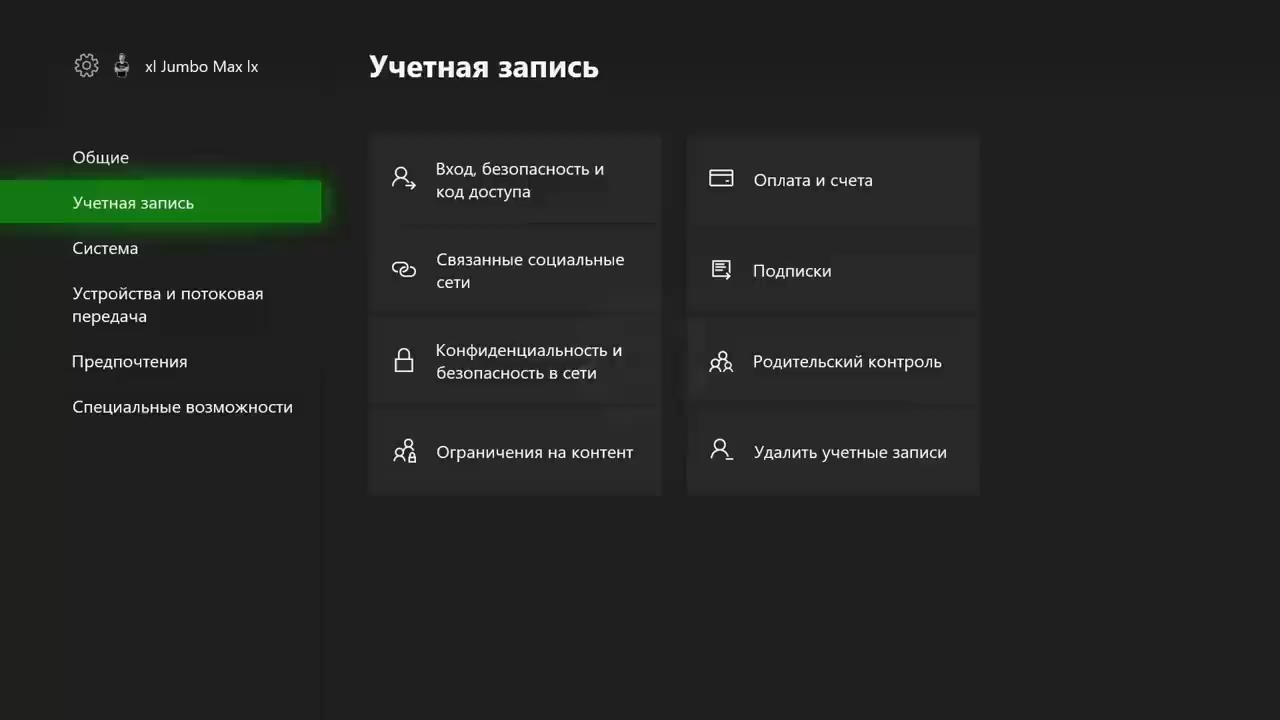 xl Jumbo Max lx
Учетная запись
Общие
Учетная запись
Система
Устройства и потоковая
передача
Предпочтения
Специальные возможности
Вход, безопасность и
код доступа
Связанные социальные
сети
Конфиденциальность и
безопасность в сети
Ограничения на контент
Оплата и счета
Подписки
Родительский контроль
Удалить учетные записи